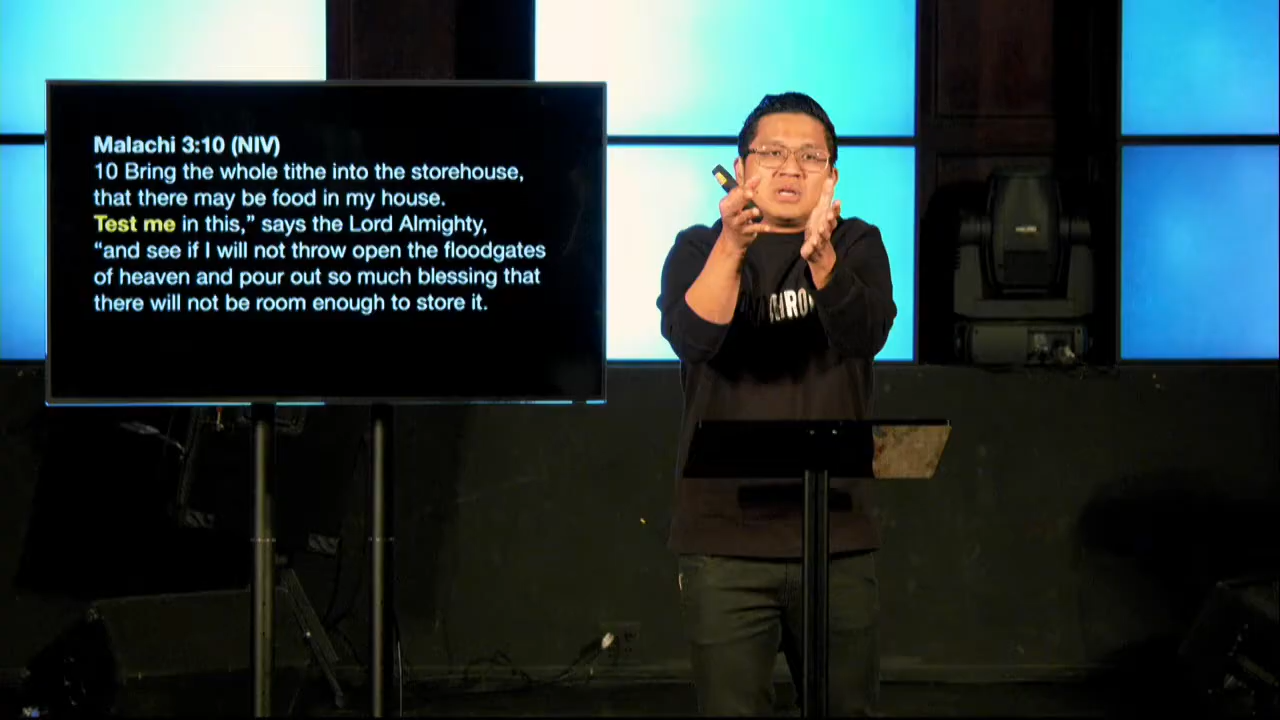 Malachi 3:10 (NIV)
10 Bring the whole tithe into the storehouse,
that there may be food in my house.
Test me in this,” says the Lord Almighty,
“and see if I will not throw open the floodgates
of heaven and pour out so much blessing that
there will not be room enough to store it.